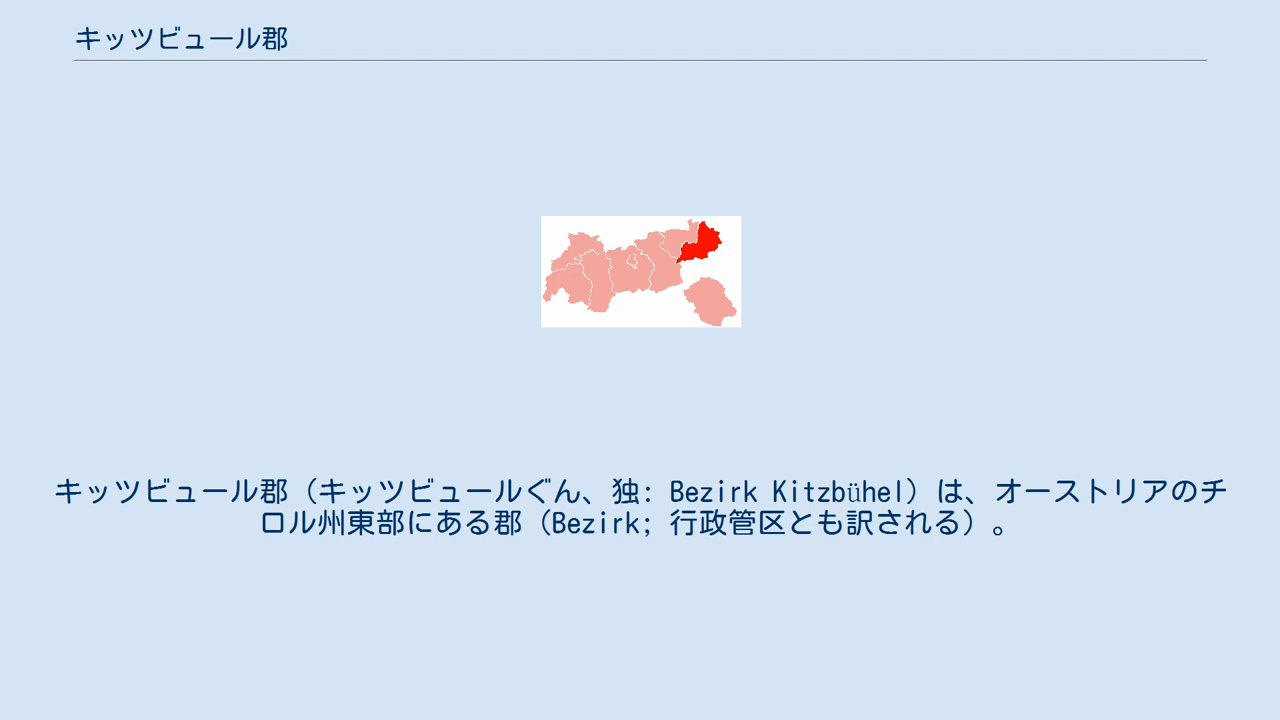 キッツビュール郡
キッツビュール郡（キッツビュールぐん、独: Bezirk Kitzbühel）は、オーストリアのチ
ロル州東部にある郡（Bezirk; 行政管区とも訳される）。